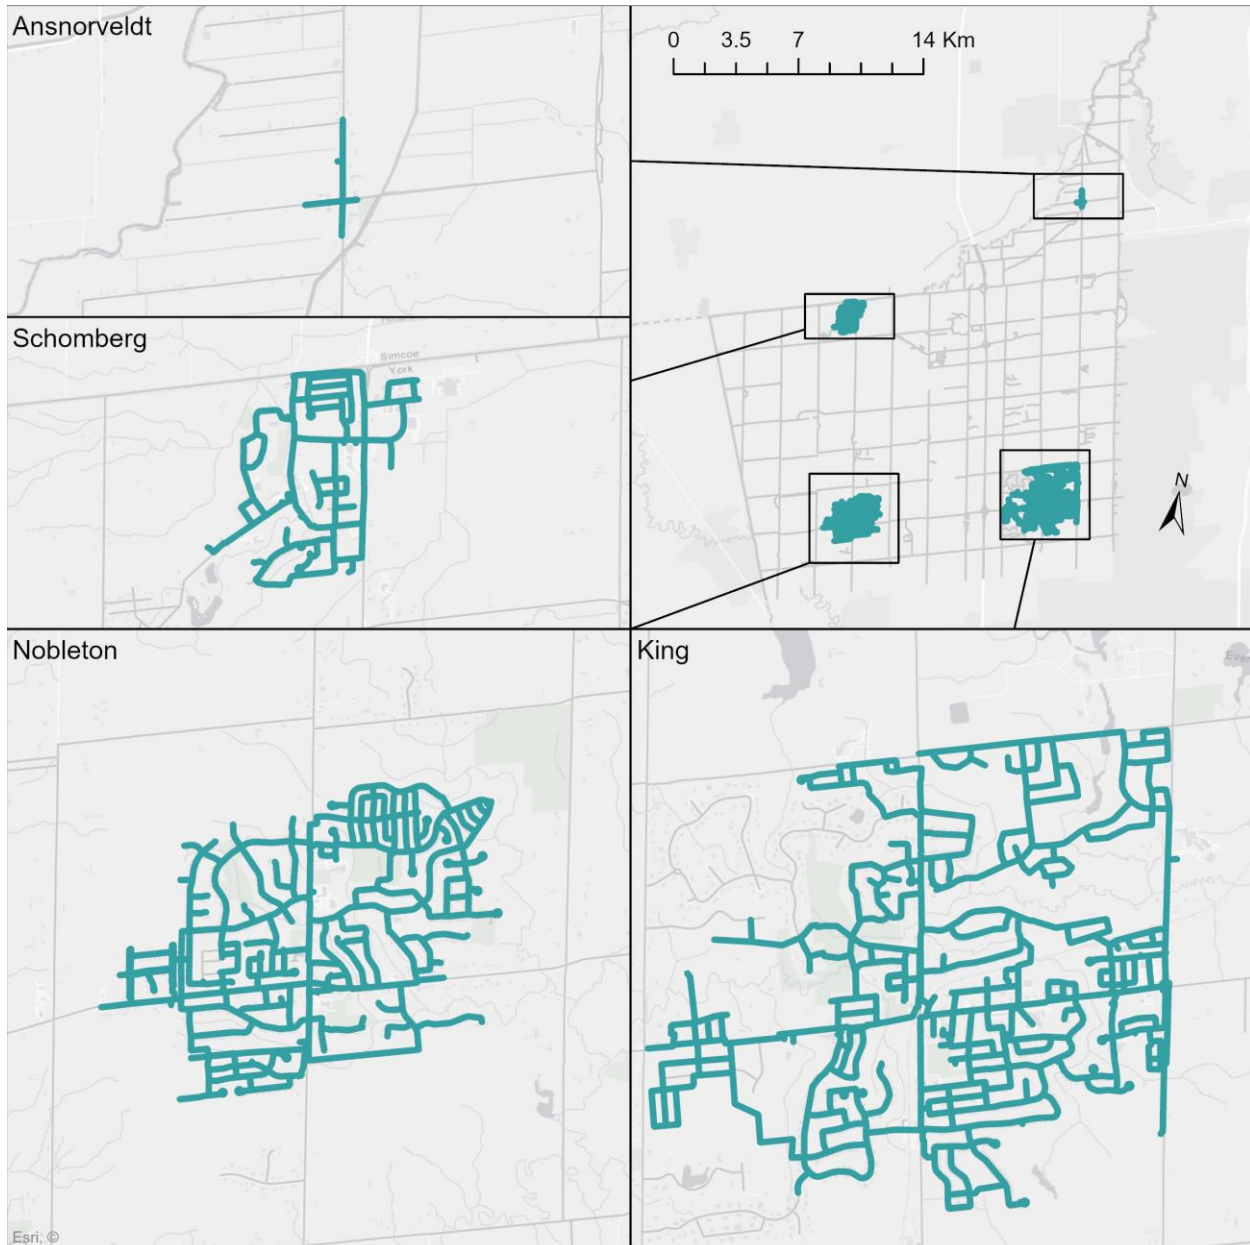 Ansnorveldt
0 3.5 7 14 Km
Schomberg
Simcoe
York
N
Nobleton
King
Esri, ©